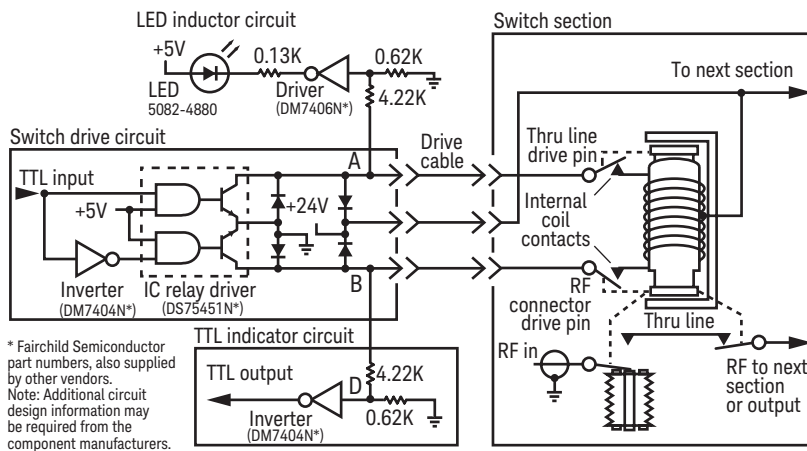 LED inductor circuit
+5V
LED
5082-4880
0.13K
Driver
(DM7406N*)
0.62K
4.22K
Switch section
To next section
Switch drive circuit
TTL input
+5V
Inverter
(DM7404N*)
IC relay driver
(DS75451N*)
+24V
A
B
Drive
cable
Thru line
drive pin
Internal
coil
contacts
RF
connector
drive pin
Thru line
RF in
RF to next
section
or output
TTL indicator circuit
TTL output
D
4.22K
0.62K
Inverter
(DM7404N*)
* Fairchild Semiconductor
part numbers, also supplied
by other vendors.
Note: Additional circuit
design information may
be required from the
component manufacturers.